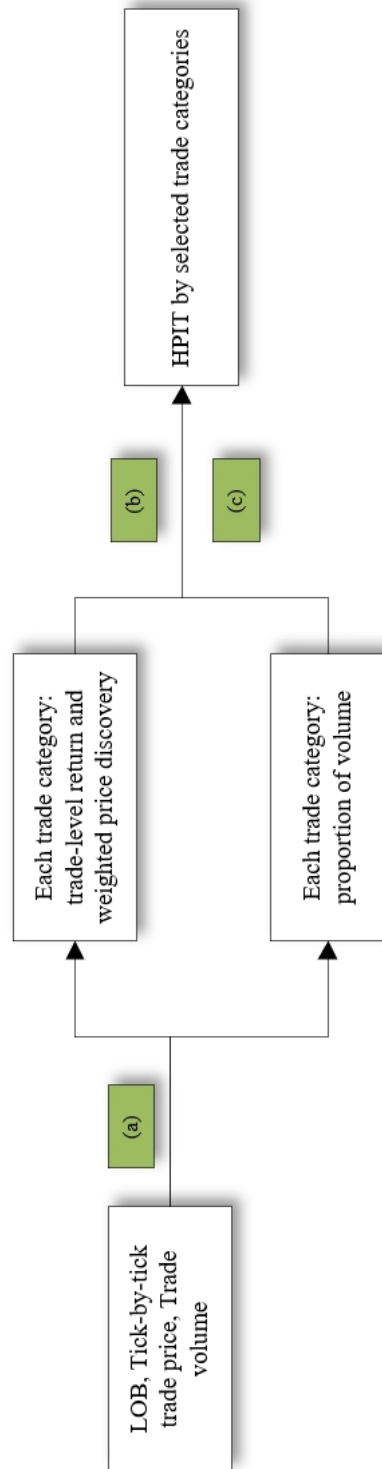 LOB, Tick-by-tick
trade price, Trade
volume
(a)
Each trade category:
trade-level return and
weighted price discovery
Each trade category:
proportion of volume
(b)
(c)
HPIT by selected trade categories